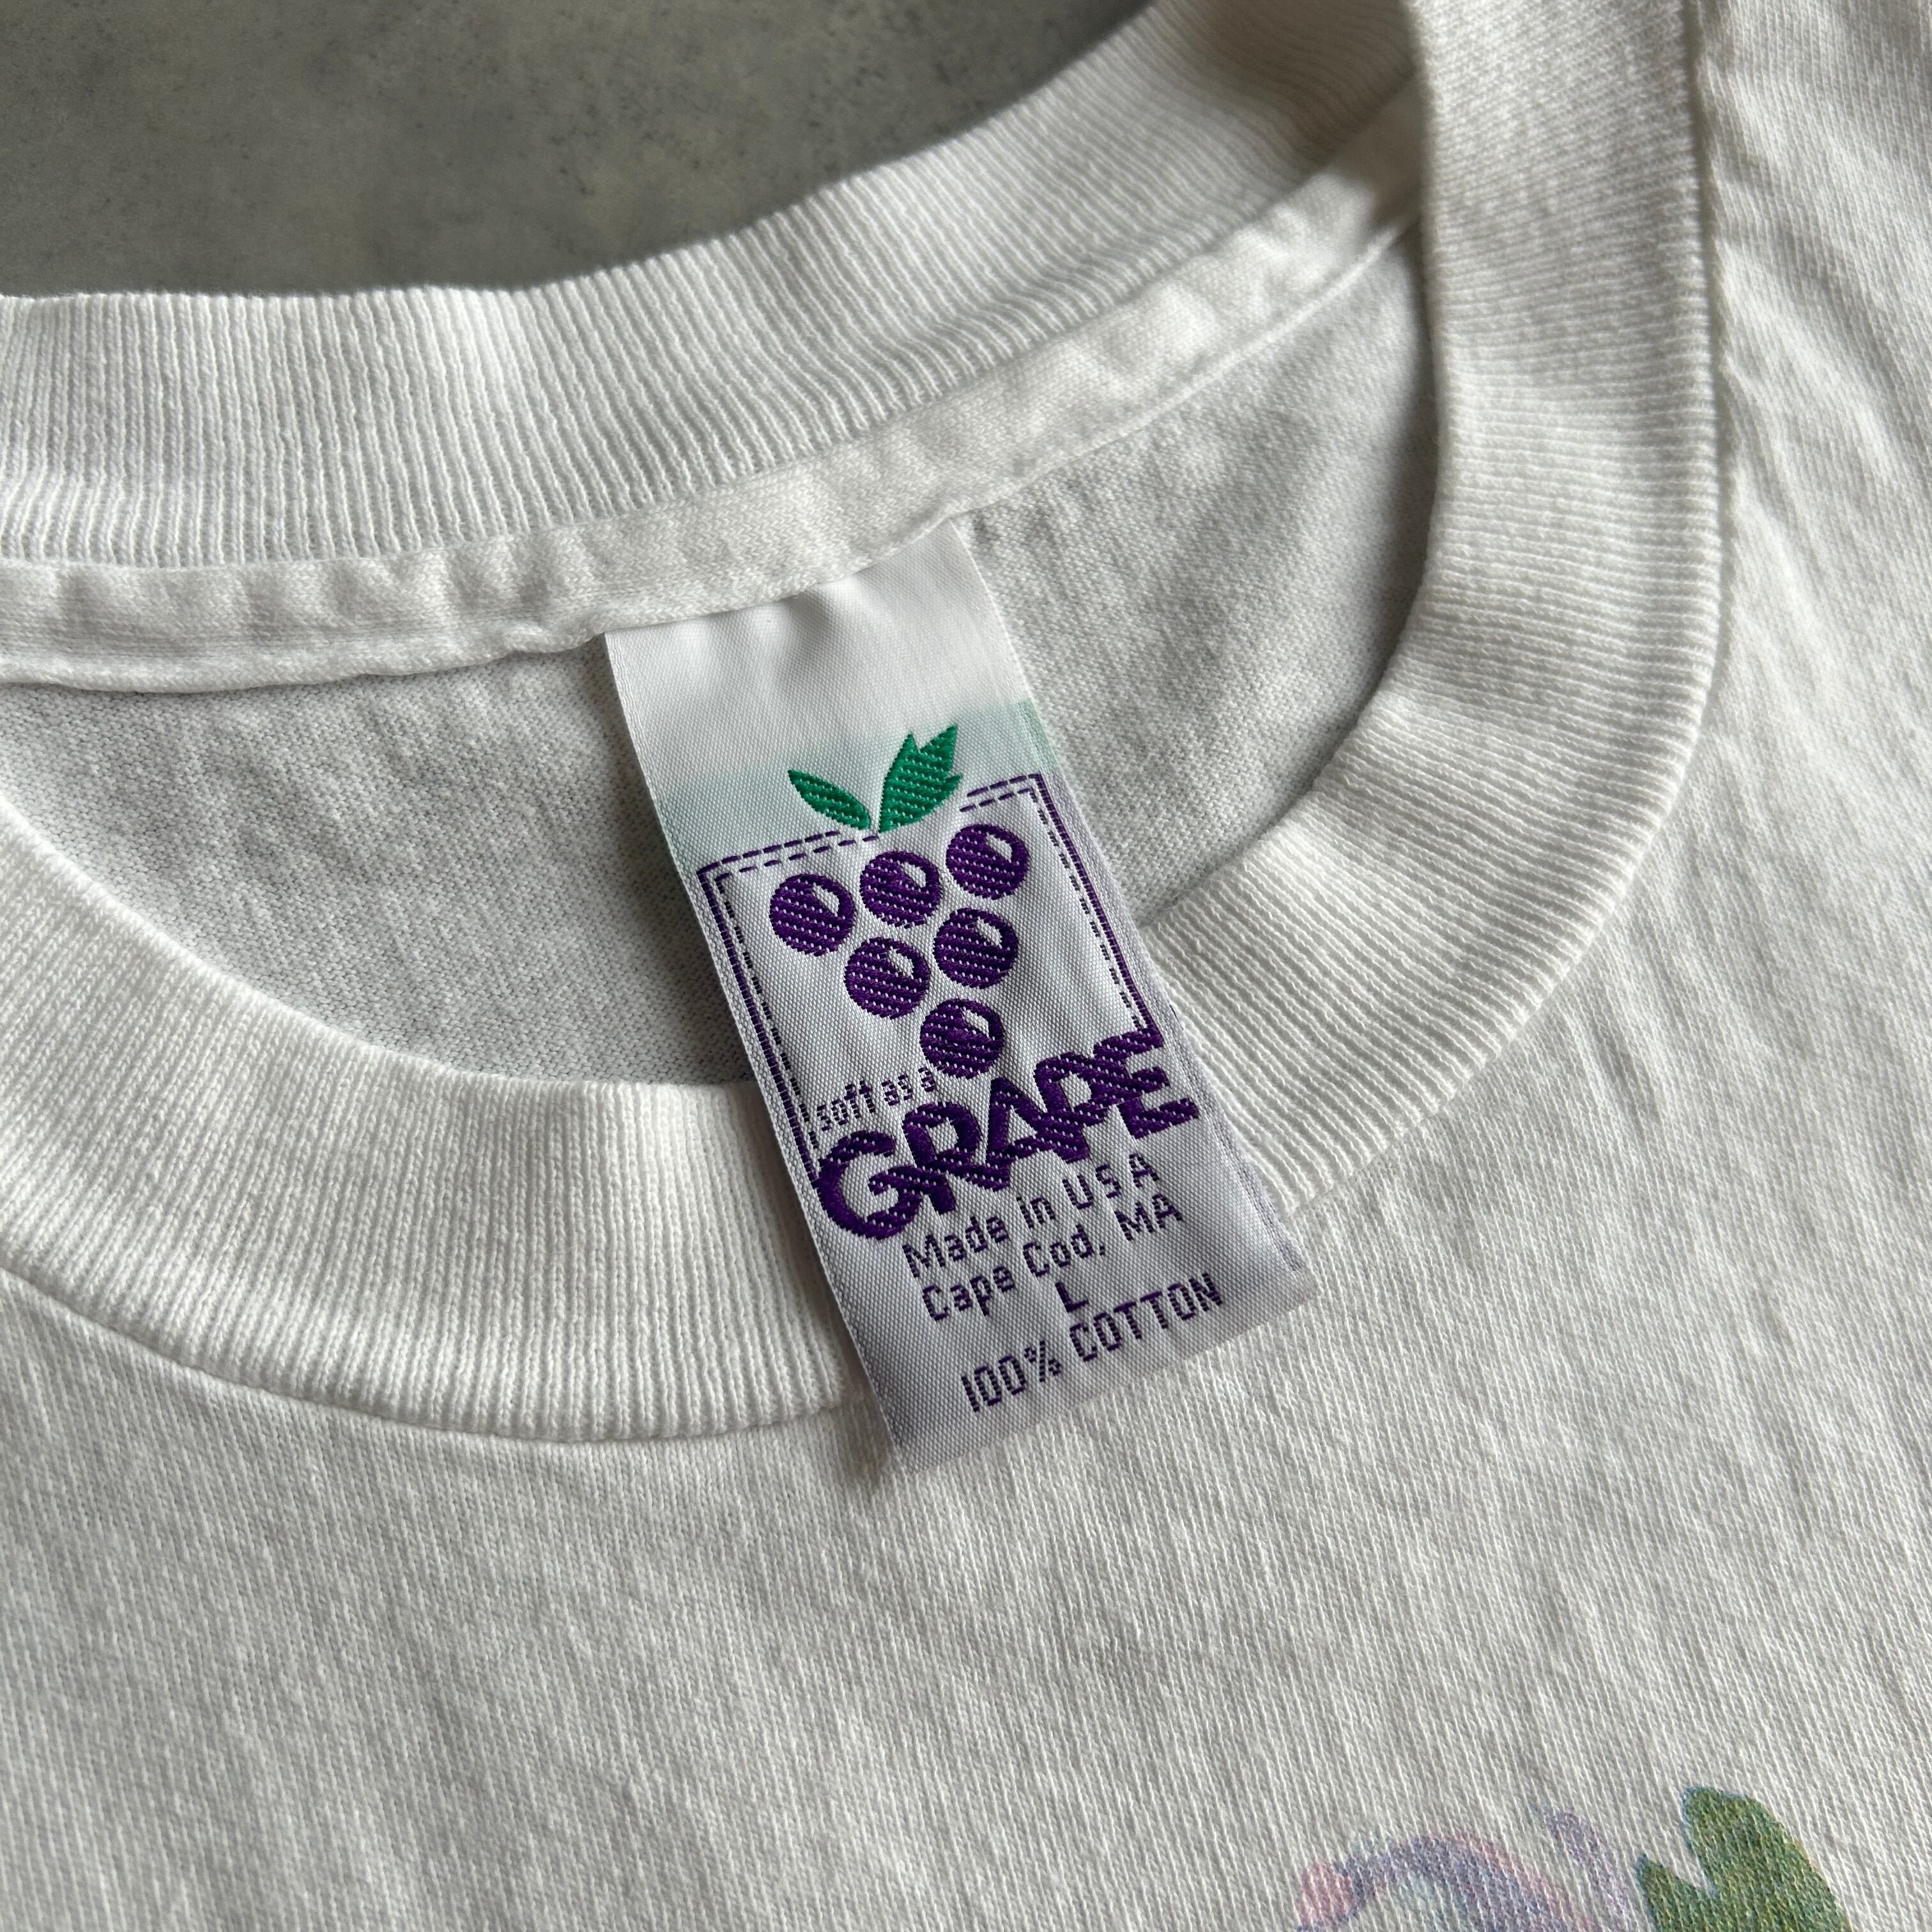 soft as a
GRAPE
Made in USA
Cape Cod, MA
L
100% COTTON